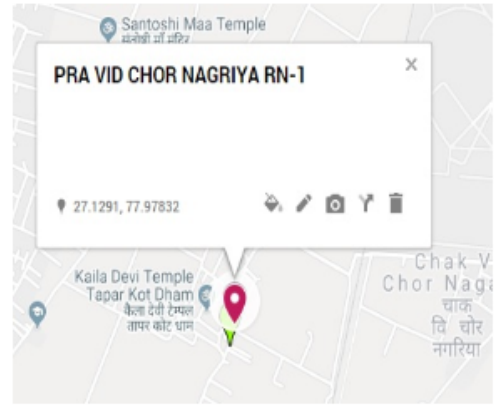 Santoshi Maa Temple
संतोषी माँ मंदिर
PRA VID CHOR NAGRIYA RN-1
27.1291, 77.97832
Kaila Devi Temple
Tapar Kot Dham
कैला देवी टेम्पल
तापर कोट धाम
Chak V
Chor Naga
चाक
वि चोर
नगरिया